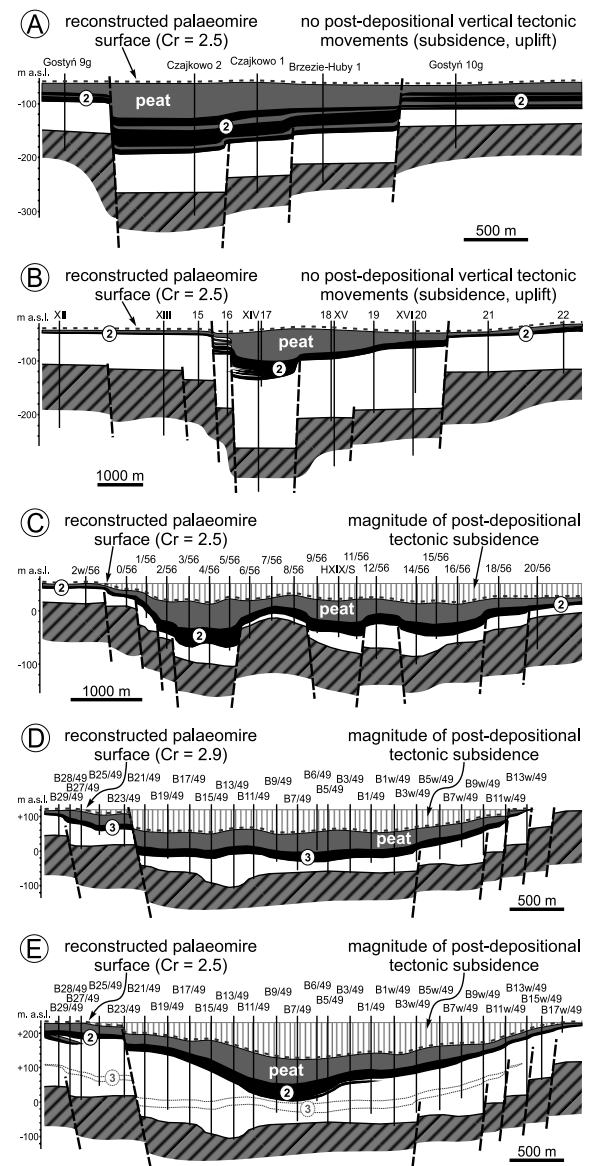 A
reconstructed palaeomire
surface (Cr = 2.5)
no post-depositional vertical tectonic
movements (subsidence, uplift)
m a.s.l.
Gostyń 9g
Czajkowo 2
Czajkowo 1
Brzezie-Huby 1
Gostyń 10g
peat
2
2
2
-100
-200
-300
500 m
B
reconstructed palaeomire
surface (Cr = 2.5)
no post-depositional vertical tectonic
movements (subsidence, uplift)
m a.s.l.
XII
XIII
15
16
XIV 17
18 XV
19
XVI 20
21
22
2
peat
2
2
0
-100
-200
1000 m
C
reconstructed palaeomire
surface (Cr = 2.5)
magnitude of post-depositional
tectonic subsidence
m a.s.l.
2w/56
0/56
1/56
2/56
3/56
4/56
5/56
6/56
7/56
8/56
9/56
HXIX/S
11/56
12/56
14/56
15/56
16/56
18/56
20/56
2
peat
2
2
0
-100
1000 m
D
reconstructed palaeomire
surface (Cr = 2.9)
magnitude of post-depositional
tectonic subsidence
m a.s.l.
B29/49
B28/49
B27/49
B25/49
B23/49
B21/49
B19/49
B17/49
B15/49
B13/49
B11/49
B9/49
B7/49
B6/49
B5/49
B3/49
B1/49
B1w/49
B3w/49
B5w/49
B7w/49
B9w/49
B11w/49
B13w/49
+100
0
-100
3
peat
3
500 m
E
reconstructed palaeomire
surface (Cr = 2.5)
magnitude of post-depositional
tectonic subsidence
m. a.s.l.
B29/49
B28/49
B27/49
B25/49
B23/49
B21/49
B19/49
B17/49
B15/49
B13/49
B11/49
B9/49
B7/49
B6/49
B5/49
B3/49
B1/49
B1w/49
B3w/49
B5w/49
B7w/49
B9w/49
B11w/49
B13w/49
B15w/49
B17w/49
+200
+100
0
-100
2
peat
2
3
3
500 m